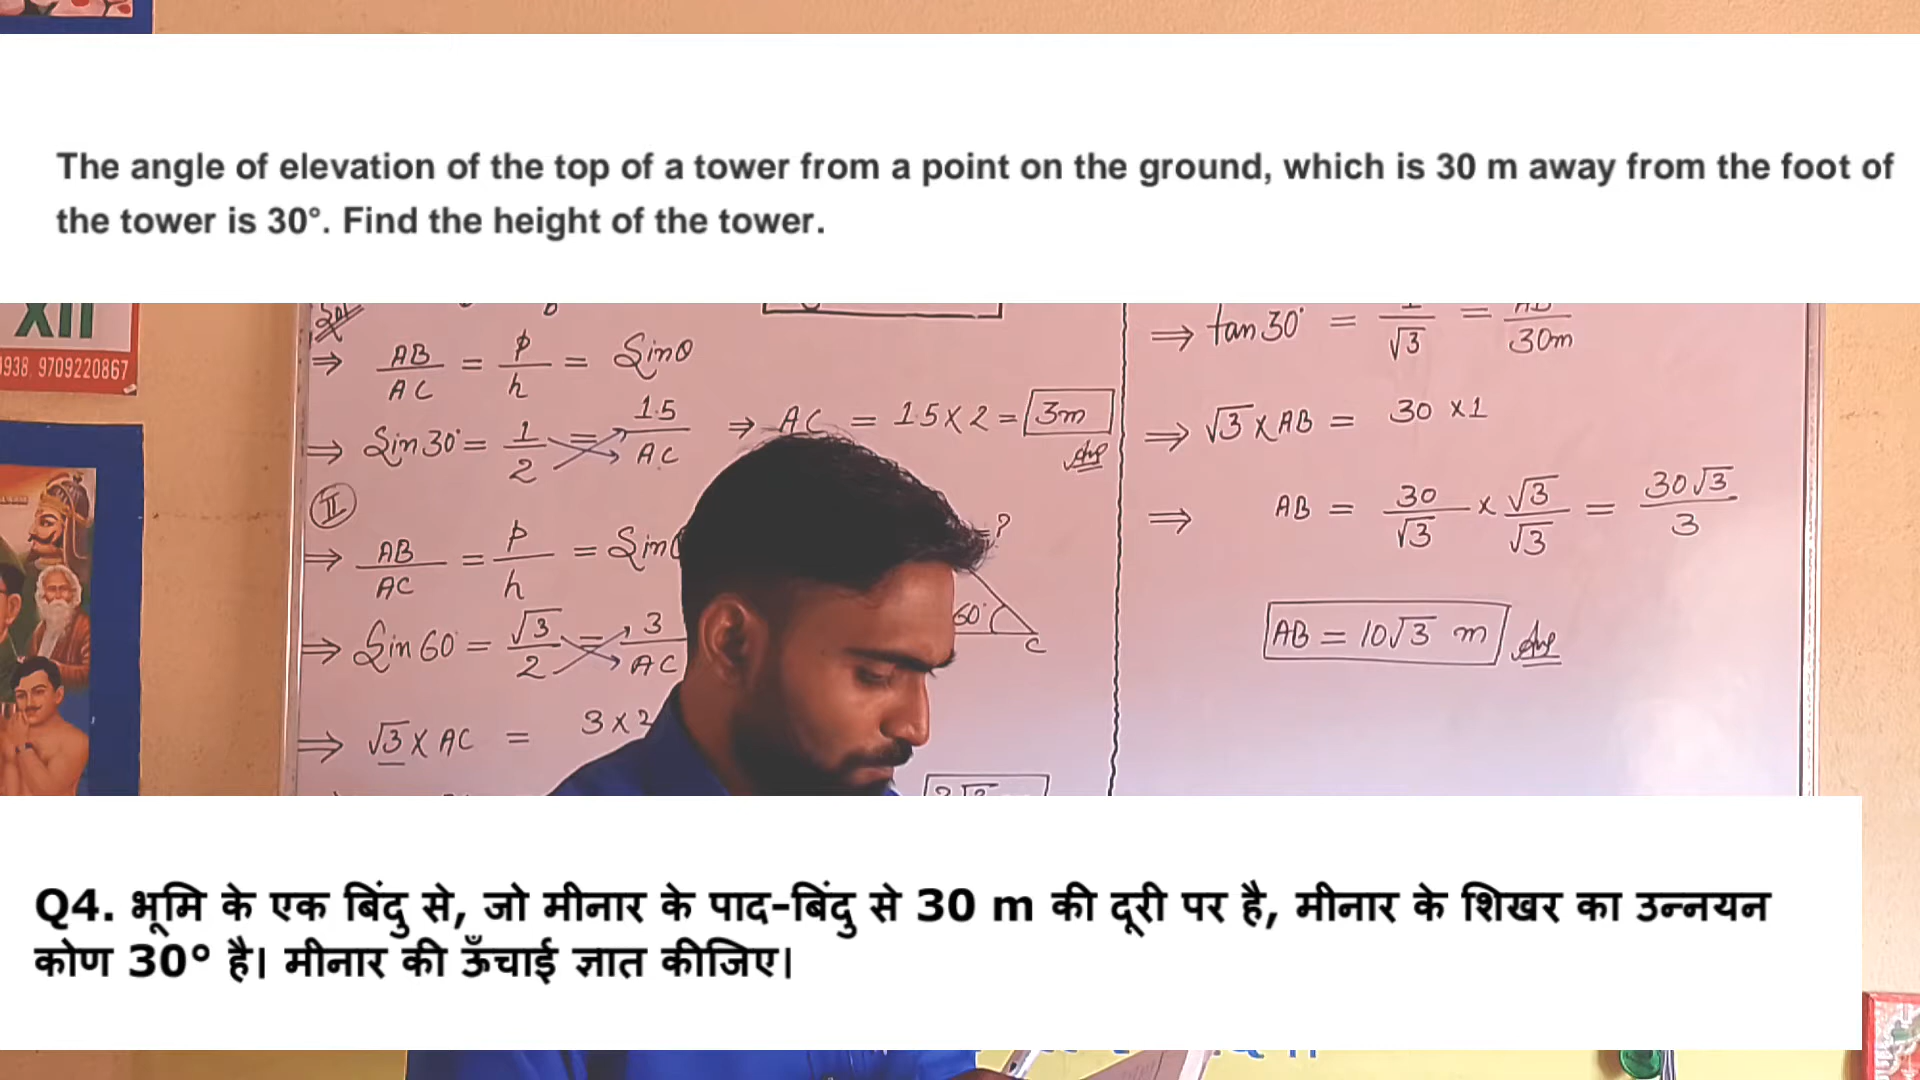 The angle of elevation of the top of a tower from a point on the ground, which is 30 m away from the foot of
the tower is 30°. Find the height of the tower.
XII
938, 9709220867
Sol
⇒ AB/AC = p/h = Sinθ
⇒ Sin30° = 1/2 = 1.5/AC ⇒ AC = 1.5×2 = 3m
Ans
II
⇒ AB/AC = p/h = Sin
⇒ Sin60° = √3/2 = 3/AC
⇒ √3×AC = 3×2
?
60°
C
⇒ tan30° = 1/√3 = AB/30m
⇒ √3×AB = 30×1
⇒ AB = 30/√3 × √3/√3 = 30√3/3
AB = 10√3 m Ans
Q4. भूमि के एक बिंदु से, जो मीनार के पाद-बिंदु से 30 m की दूरी पर है, मीनार के शिखर का उन्नयन
कोण 30° है। मीनार की ऊँचाई ज्ञात कीजिए।